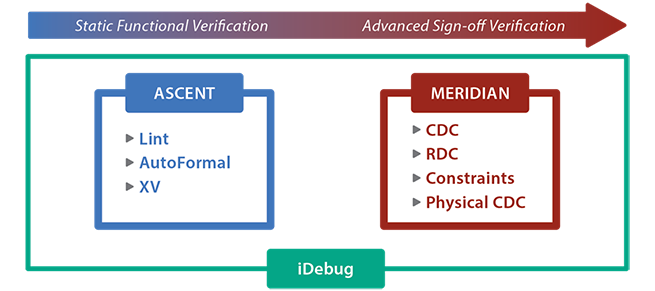 Static Functional Verification
Advanced Sign-off Verification
ASCENT
Lint
AutoFormal
XV
MERIDIAN
CDC
RDC
Constraints
Physical CDC
iDebug